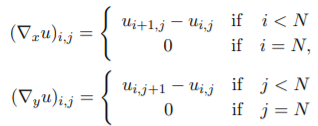 (∇ₓu)ᵢ,ⱼ = { uᵢ₊₁,ⱼ − uᵢ,ⱼ if i < N
0 if i = N,
(∇ᵧu)ᵢ,ⱼ = { uᵢ,ⱼ₊₁ − uᵢ,ⱼ if j < N
0 if j = N